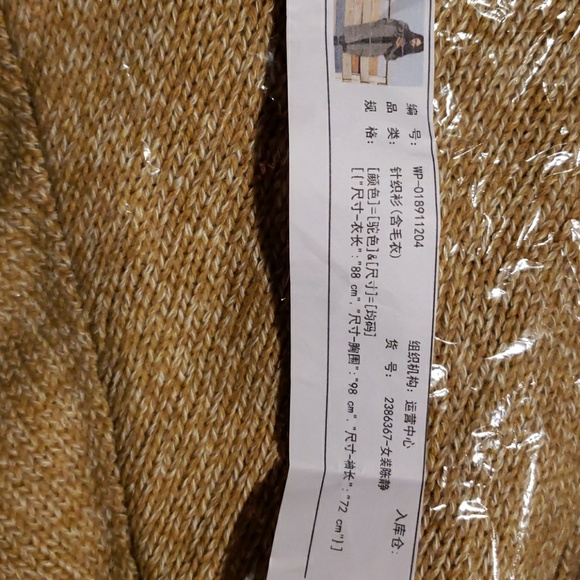 编 号: WP-018911204 组织机构: 运营中心 入库仓:
品 类: 针织衫(含毛衣) 货 号: 2386367-女装陈静
规 格: [颜色]=[驼色]&[尺寸]=[均码]
[{"尺寸-衣长":"88 cm","尺寸-胸围":"98 cm","尺寸-袖长":"72 cm"}]